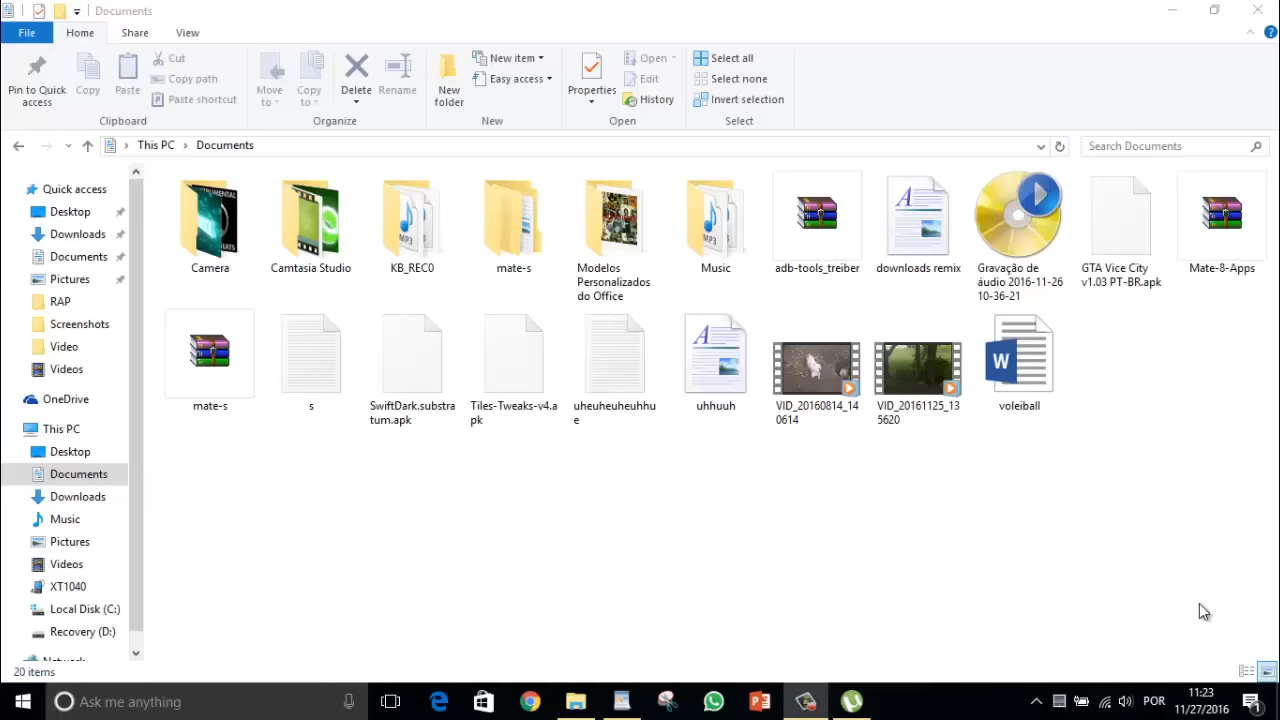 Documents
File Home Share View
Pin to Quick
access
Copy
Paste
Cut
Copy path
Paste shortcut
Clipboard
Move
to
Copy
to
Delete
Rename
Organize
New
folder
New item
Easy access
New
Properties
Open
Edit
History
Open
Select all
Select none
Invert selection
Select
This PC Documents
Search Documents
Quick access
Desktop
Downloads
Documents
Pictures
RAP
Screenshots
Video
Videos
OneDrive
This PC
Desktop
Documents
Downloads
Music
Pictures
Videos
XT1040
Local Disk (C:)
Recovery (D:)
Network
Camera
Camtasia Studio
MP3
KB_REC0
mate-s
Modelos
Personalizados
do Office
MP3
Music
adb-tools_treiber
A
downloads remix
Gravação de
áudio 2016-11-26
10-36-21
GTA Vice City
v1.03 PT-BR.apk
Mate-8-Apps
mate-s
s
SwiftDark.substra
tum.apk
Tiles-Tweaks-v4.a
pk
uheuheuheuhhu
e
A
uhhuuh
VID_20160814_14
0614
VID_20161125_13
5620
W
voleiball
20 items
Ask me anything
POR
11:23
11/27/2016
1